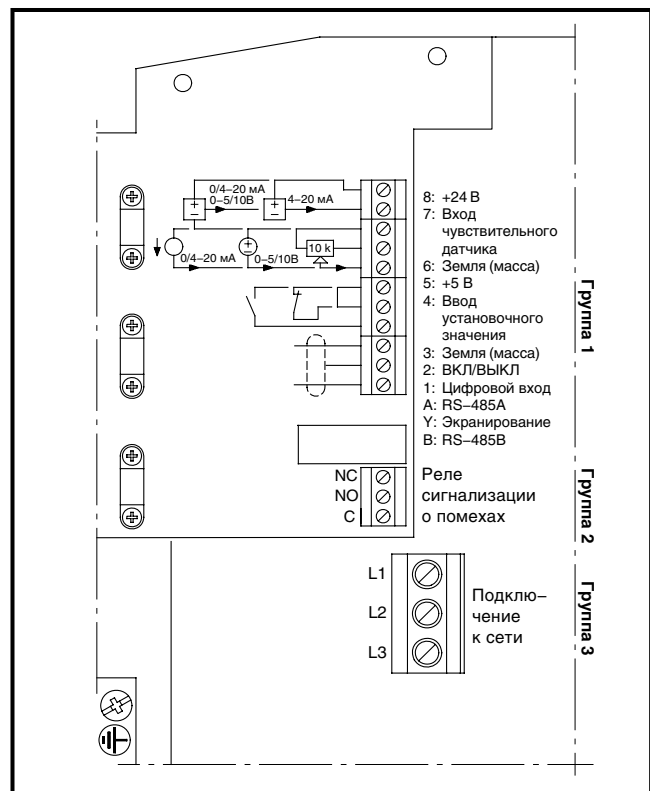 0/4–20 мА
0–5/10В
4–20 мА
10 k
0/4–20 мА
0–5/10В
8: +24 В
7: Вход
чувствительного
датчика
6: Земля (масса)
5: +5 В
4: Ввод
установочного
значения
3: Земля (масса)
2: ВКЛ/ВЫКЛ
1: Цифровой вход
A: RS–485A
Y: Экранирование
B: RS–485B
Группа 1
NC
NO
C
Реле
сигнализации
о помехах
Группа 2
L1
L2
L3
Подклю–
чение
к сети
Группа 3